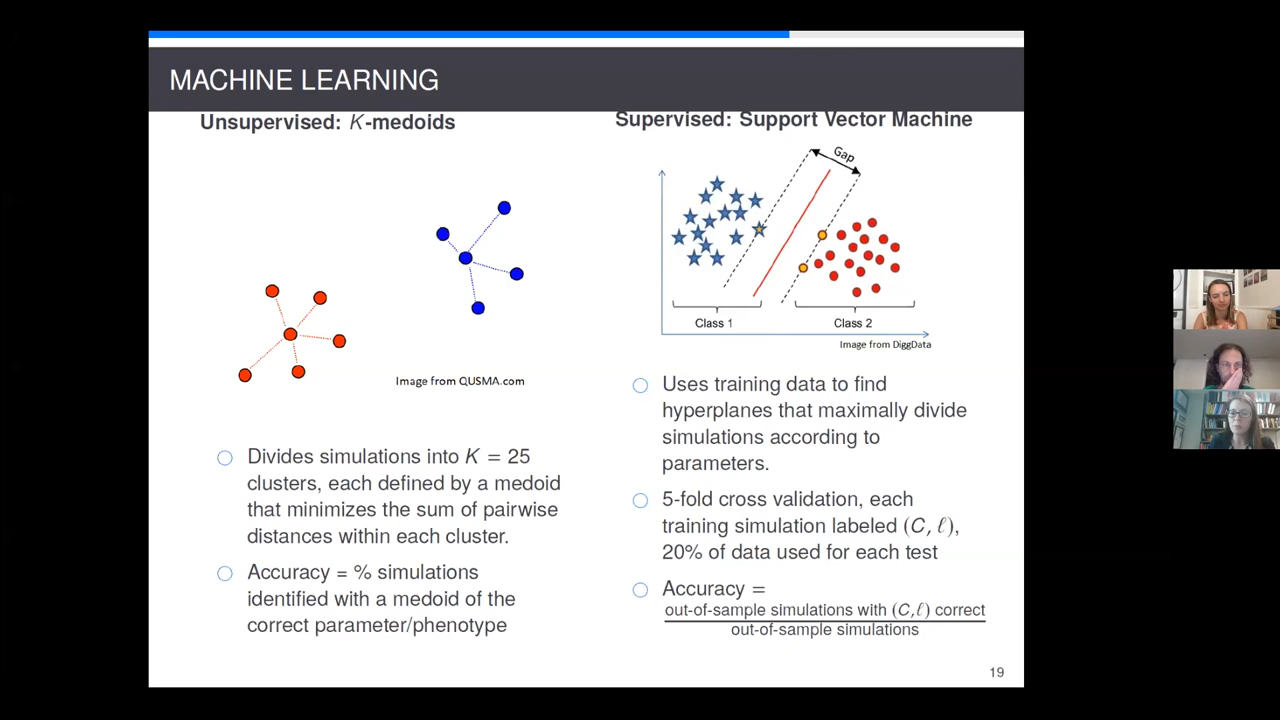 MACHINE LEARNING
Unsupervised: K-medoids
Image from QUSMA.com
Divides simulations into K = 25
clusters, each defined by a medoid
that minimizes the sum of pairwise
distances within each cluster.
Accuracy = % simulations
identified with a medoid of the
correct parameter/phenotype
Supervised: Support Vector Machine
Gap
Class 1
Class 2
Image from DiggData
Uses training data to find
hyperplanes that maximally divide
simulations according to
parameters.
5-fold cross validation, each
training simulation labeled (C, ℓ),
20% of data used for each test
Accuracy =
out-of-sample simulations with (C,ℓ) correct
out-of-sample simulations
19